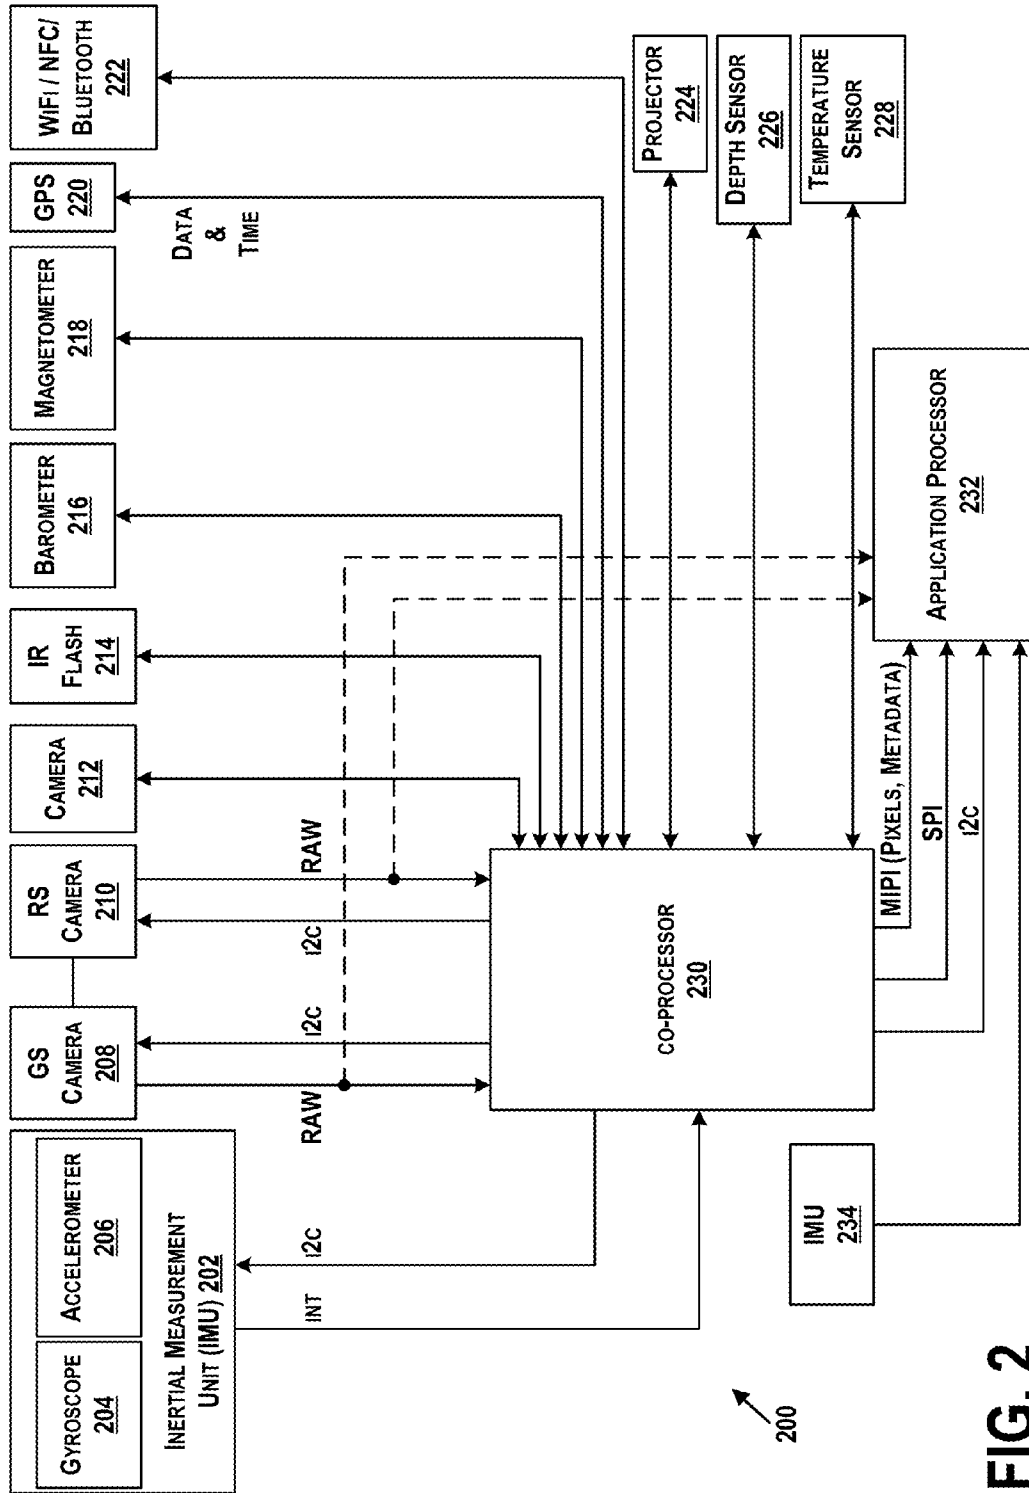 GYROSCOPE
204
ACCELEROMETER
206
INERTIAL MEASUREMENT
UNIT (IMU) 202
GS
CAMERA
208
RS
CAMERA
210
CAMERA
212
IR
FLASH
214
BAROMETER
216
MAGNETOMETER
218
GPS
220
WIFI / NFC/
BLUETOOTH
222
DATA
&
TIME
INT
I2C
RAW
I2C
I2C
RAW
PROJECTOR
224
DEPTH SENSOR
226
TEMPERATURE
SENSOR
228
CO-PROCESSOR
230
MIPI (PIXELS, METADATA)
SPI
I2C
APPLICATION PROCESSOR
232
IMU
234
200
FIG. 2